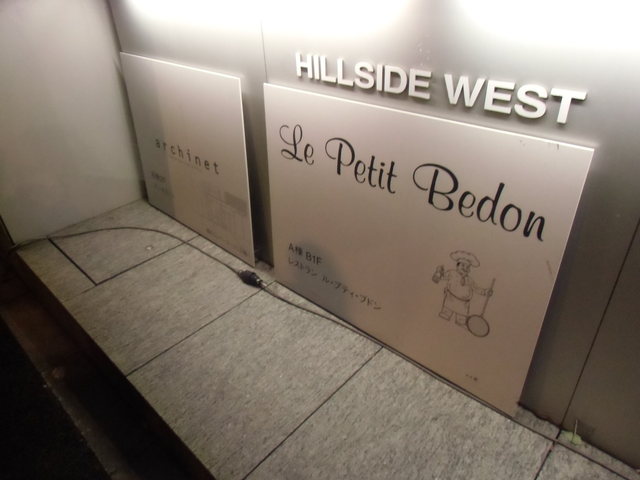 HILLSIDE WEST
archinet
Le Petit Bedon
A棟 B1F
レストラン ル・プティ・ブドン